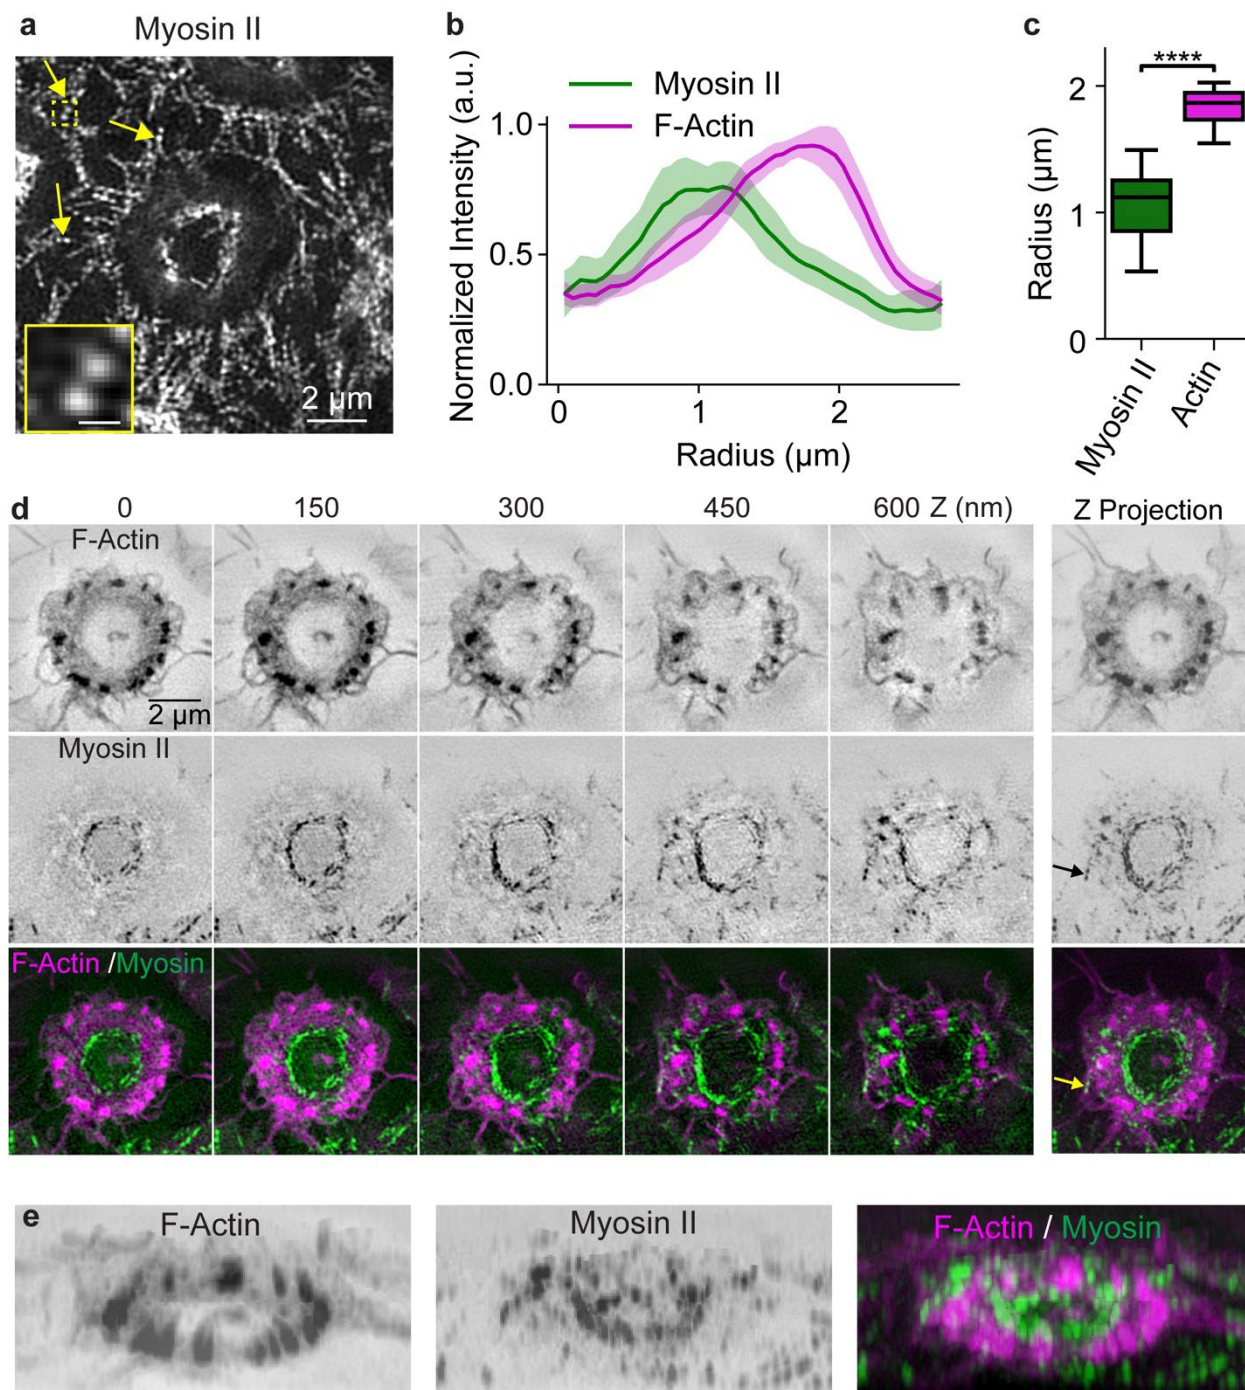 a
Myosin II
2 μm
b
Myosin II
F-Actin
Normalized Intensity (a.u.)
1.0
0.5
0.0
0 1 2
Radius (μm)
c
****
Radius (μm)
2
1
0
Myosin II
Actin
d
0 150 300 450 600 Z (nm) Z Projection
F-Actin
2 μm
Myosin II
F-Actin /Myosin
e
F-Actin
Myosin II
F-Actin / Myosin